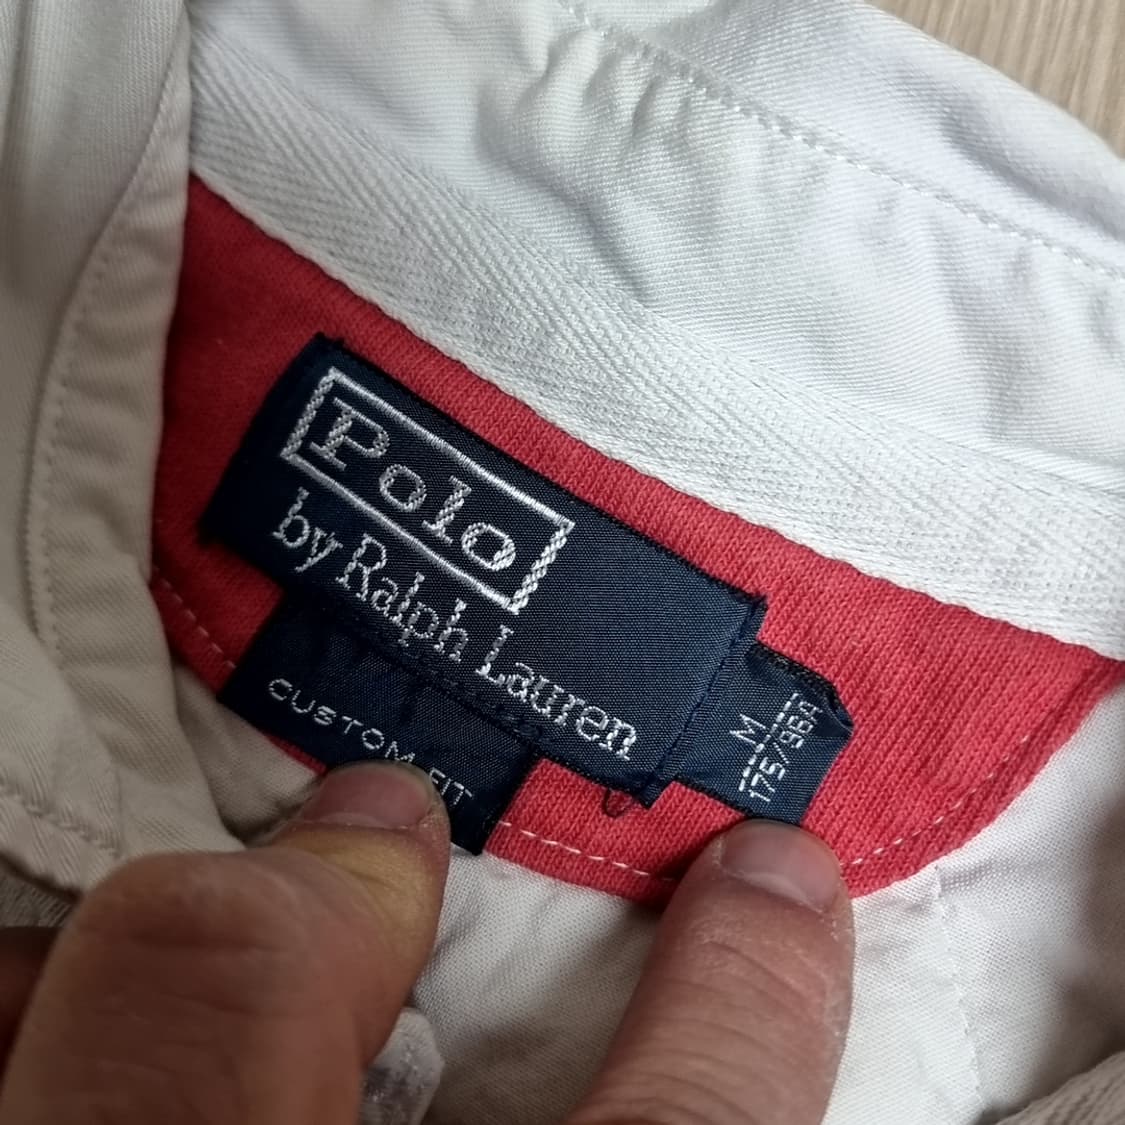 Polo
by Ralph Lauren
CUSTOM FIT
M
175/96A